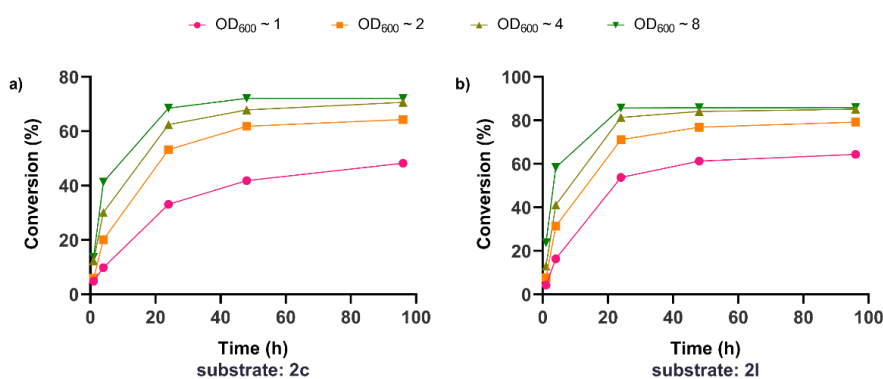 OD600 ~ 1 OD600 ~ 2 OD600 ~ 4 OD600 ~ 8
a)
80
60
40
20
0
Conversion (%)
0 20 40 60 80 100
Time (h)
substrate: 2c
b)
100
80
60
40
20
0
Conversion (%)
0 20 40 60 80 100
Time (h)
substrate: 2l